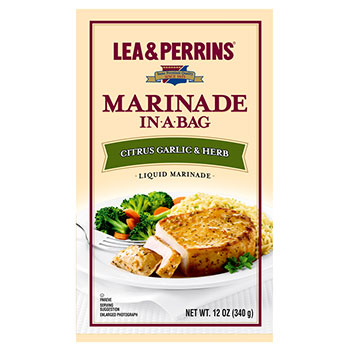 LEA & PERRINS®
MARINADE
IN·A·BAG
CITRUS GARLIC & HERB
·LIQUID MARINADE·
PAREVE
SERVING
SUGGESTION
ENLARGED PHOTOGRAPH
NET WT. 12 OZ (340 g)